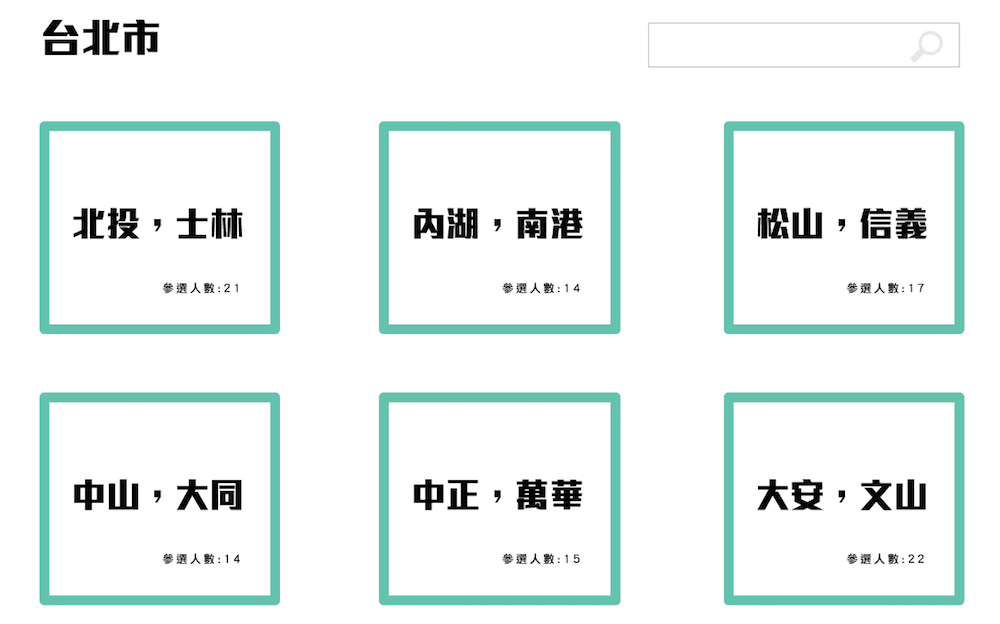 台北市
北投，士林
參選人數:21
內湖，南港
參選人數:14
松山，信義
參選人數:17
中山，大同
參選人數:14
中正，萬華
參選人數:15
大安，文山
參選人數:22